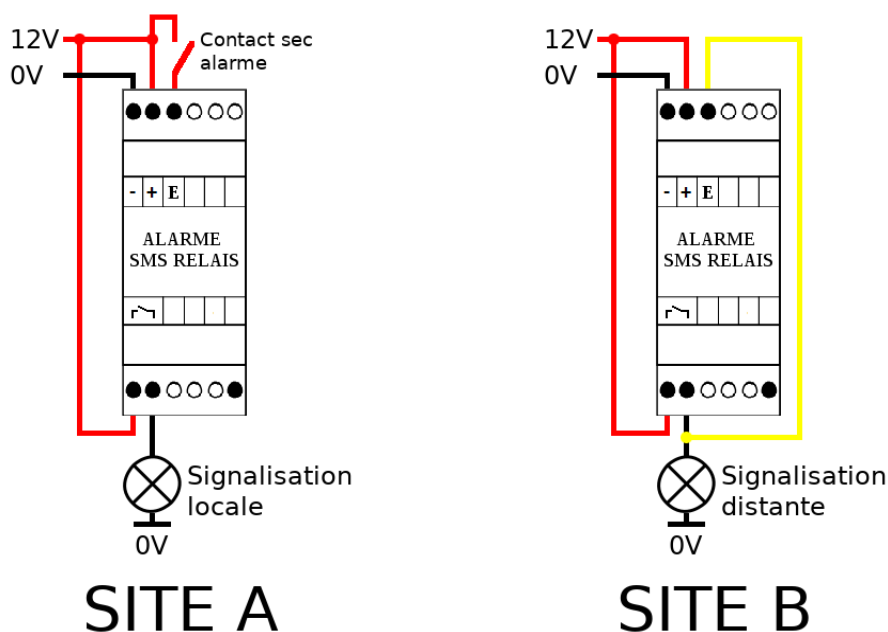 12V
0V
Contact sec
alarme
- + E
ALARME
SMS RELAIS
Signalisation
locale
0V
SITE A
12V
0V
- + E
ALARME
SMS RELAIS
Signalisation
distante
0V
SITE B